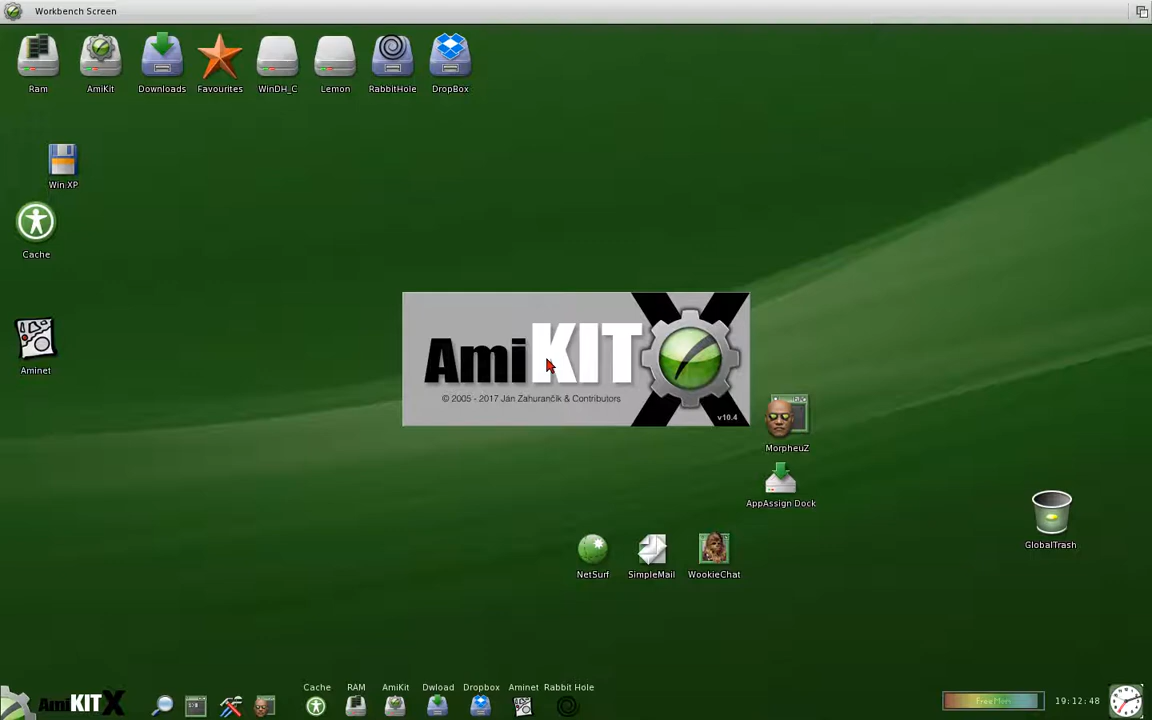 Workbench Screen
Ram
AmiKit
Downloads
Favourites
WinDH_C
Lemon
RabbitHole
DropBox
Win.XP
Cache
Aminet
AmiKIT
© 2005 - 2017 Ján Zahurančík & Contributors
v10.4
MorpheuZ
AppAssign Dock
GlobalTrash
NetSurf
SimpleMail
WookieChat
AmiKITX
Cache
RAM
AmiKit
Dwload
Dropbox
Aminet
Rabbit Hole
FreeMem
19:12:48